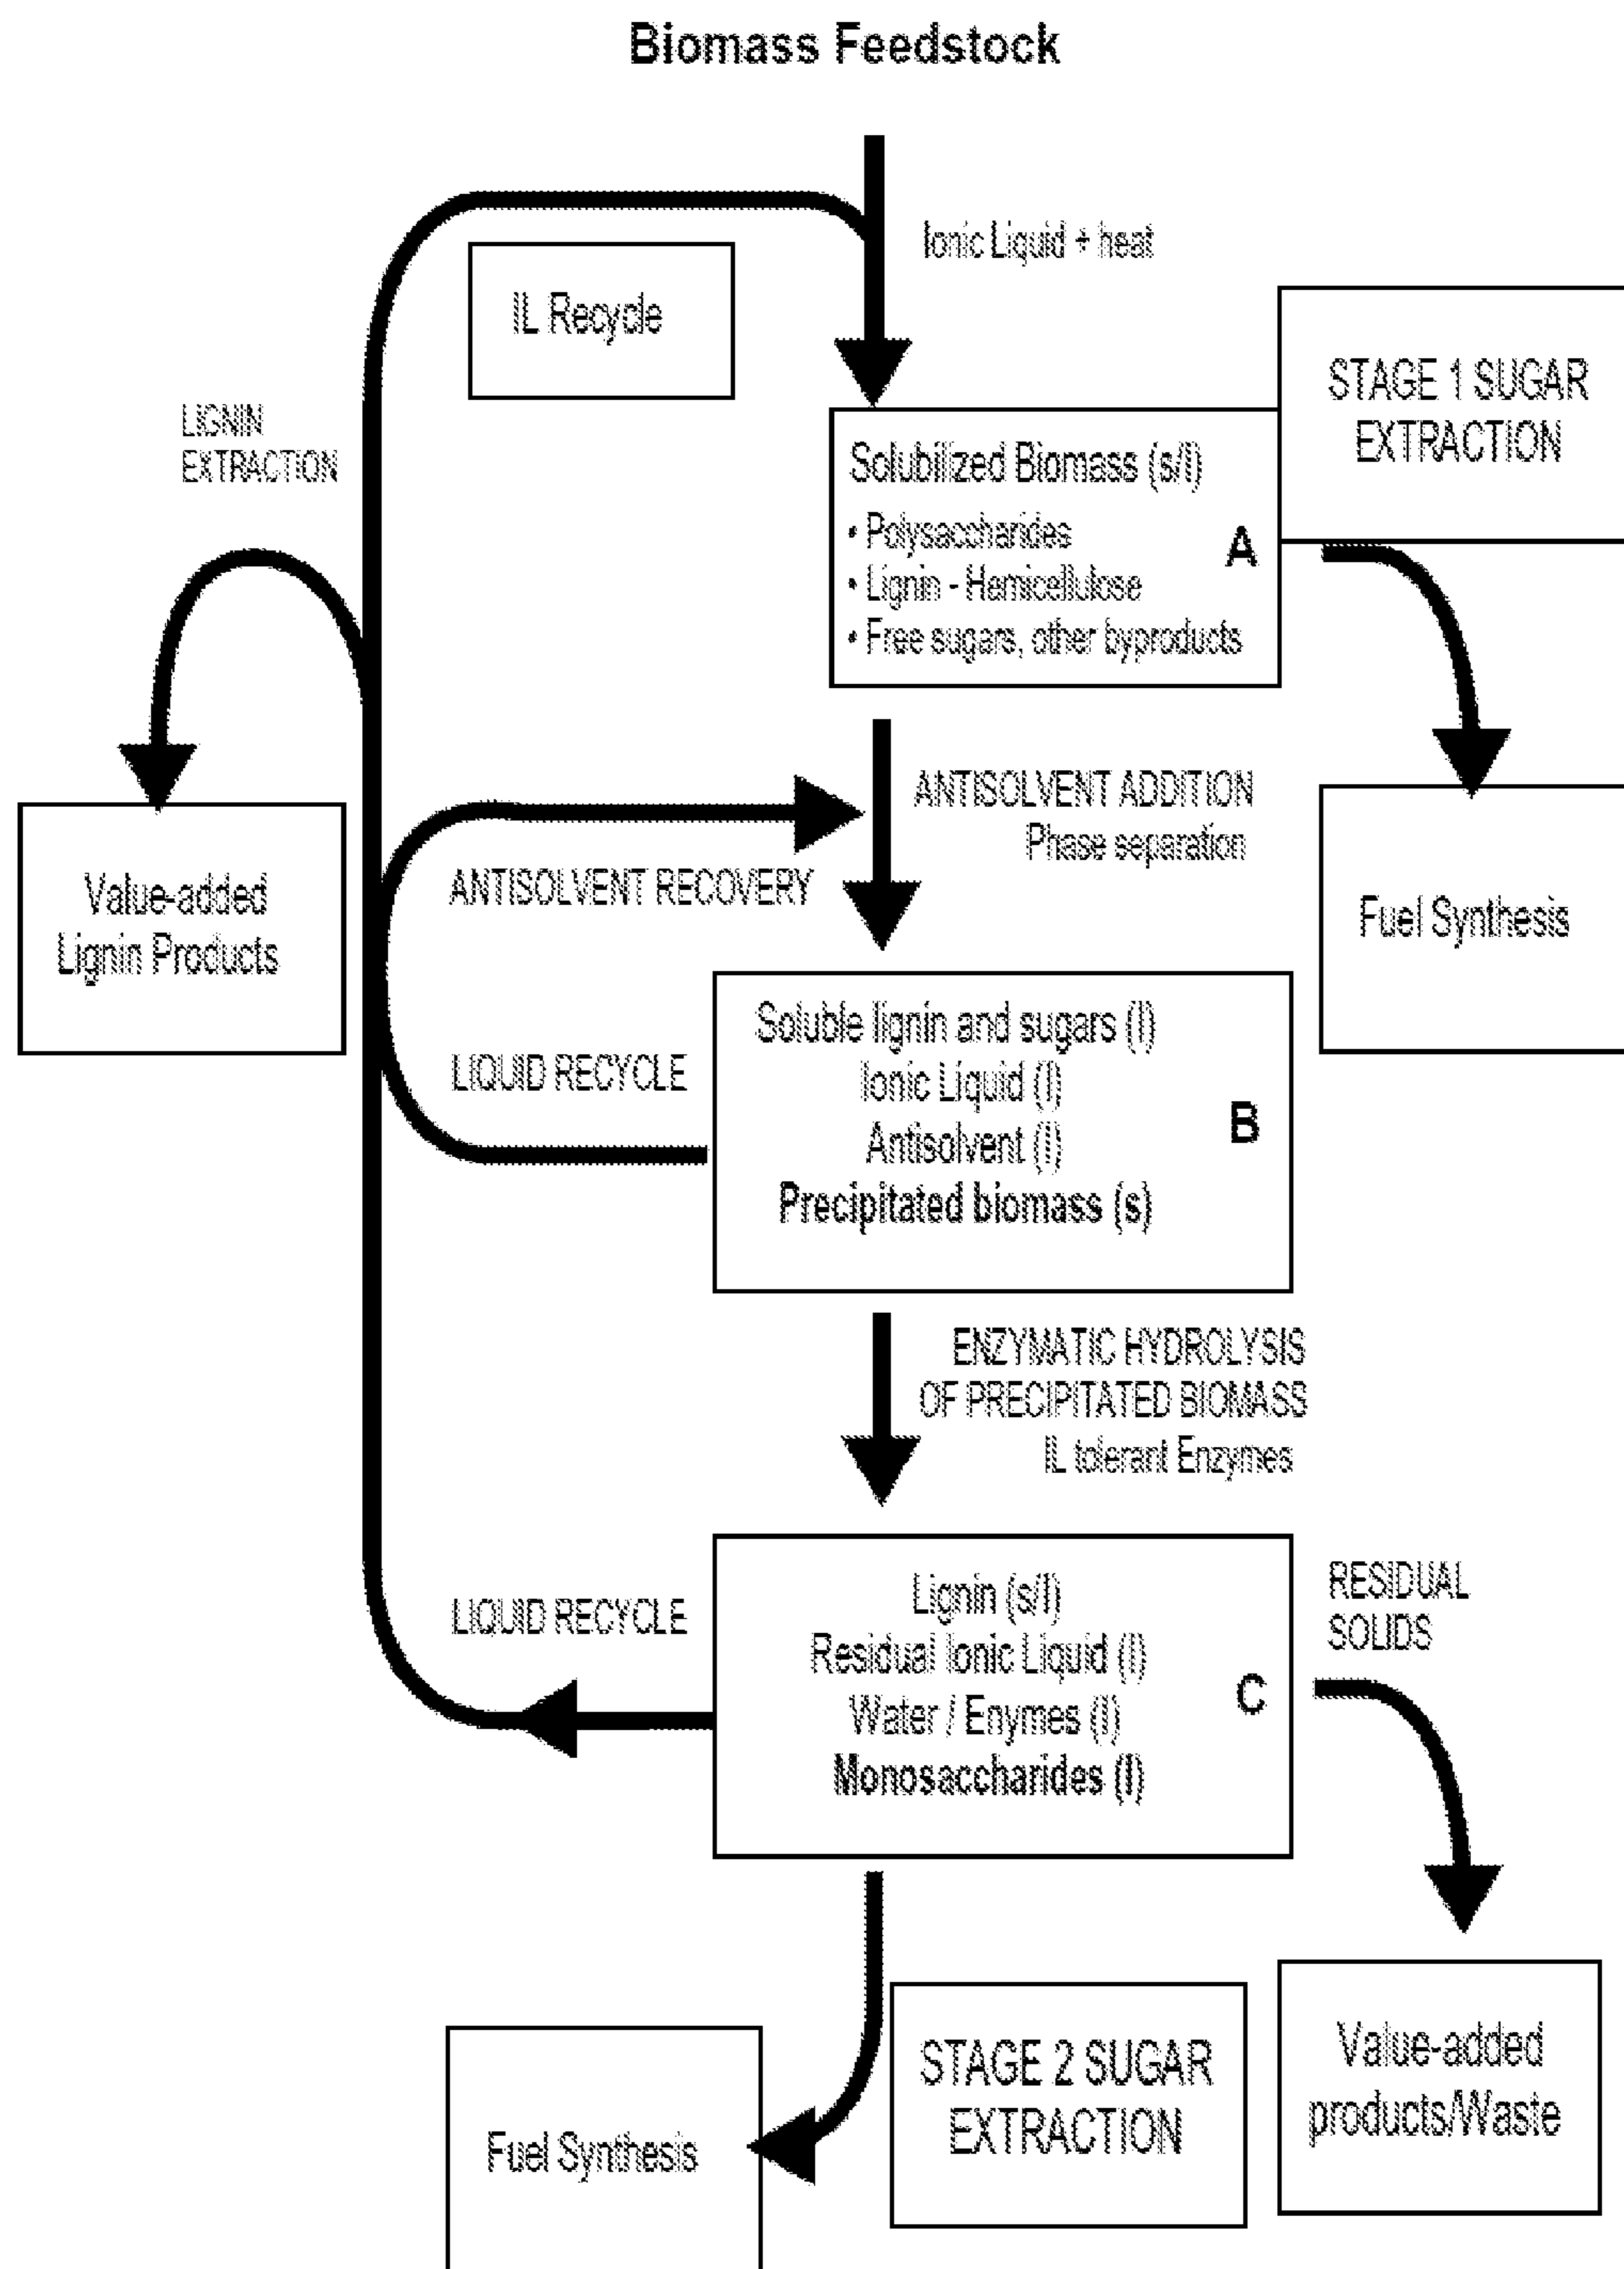 Biomass Feedstock
Ionic Liquid + heat
IL Recycle
STAGE 1 SUGAR
EXTRACTION
LIGNIN
EXTRACTION
Solubilized Biomass (s/l)
• Polysaccharides
• Lignin - Hemicellulose
• Free sugars, other byproducts
A
ANTISOLVENT ADDITION
Phase separation
ANTISOLVENT RECOVERY
Value-added
Lignin Products
Fuel Synthesis
LIQUID RECYCLE
Soluble lignin and sugars (l)
Ionic Liquid (l)
Antisolvent (l)
Precipitated biomass (s)
B
ENZYMATIC HYDROLYSIS
OF PRECIPITATED BIOMASS
IL tolerant Enzymes
LIQUID RECYCLE
Lignin (s/l)
Residual Ionic Liquid (l)
Water / Enymes (l)
Monosaccharides (l)
C
RESIDUAL
SOLIDS
Fuel Synthesis
STAGE 2 SUGAR
EXTRACTION
Value-added
products/Waste